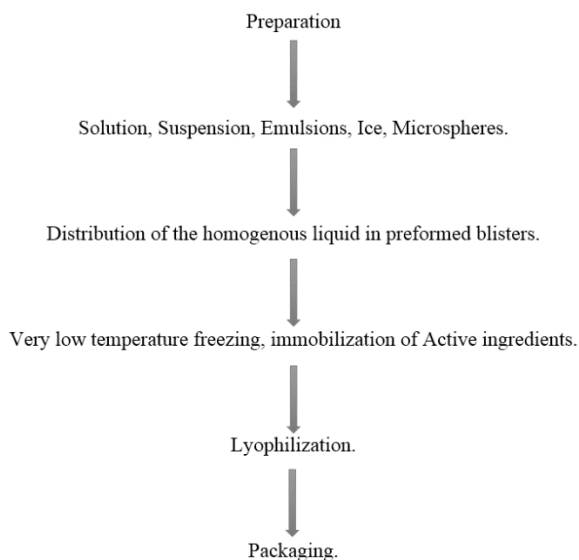 Preparation
Solution, Suspension, Emulsions, Ice, Microspheres.
Distribution of the homogenous liquid in preformed blisters.
Very low temperature freezing, immobilization of Active ingredients.
Lyophilization.
Packaging.